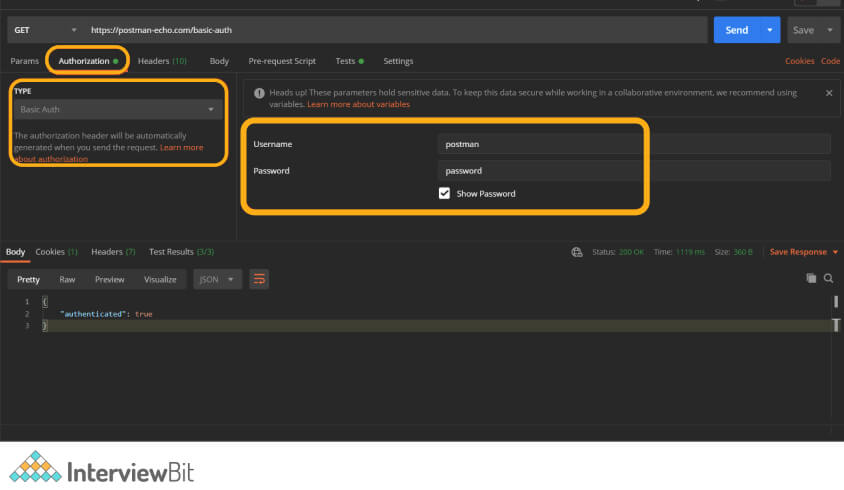 GET https://postman-echo.com/basic-auth Send Save
Params Authorization Headers (10) Body Pre-request Script Tests Settings Cookies Code
TYPE
Basic Auth
The authorization header will be automatically
generated when you send the request. Learn more
about authorization
Heads up! These parameters hold sensitive data. To keep this data secure while working in a collaborative environment, we recommend using
variables. Learn more about variables
Username postman
Password password
Show Password
Body Cookies (1) Headers (7) Test Results (3/3) Status: 200 OK Time: 1119 ms Size: 360 B Save Response
Pretty Raw Preview Visualize JSON
1 {
2 "authenticated": true
3 }
InterviewBit